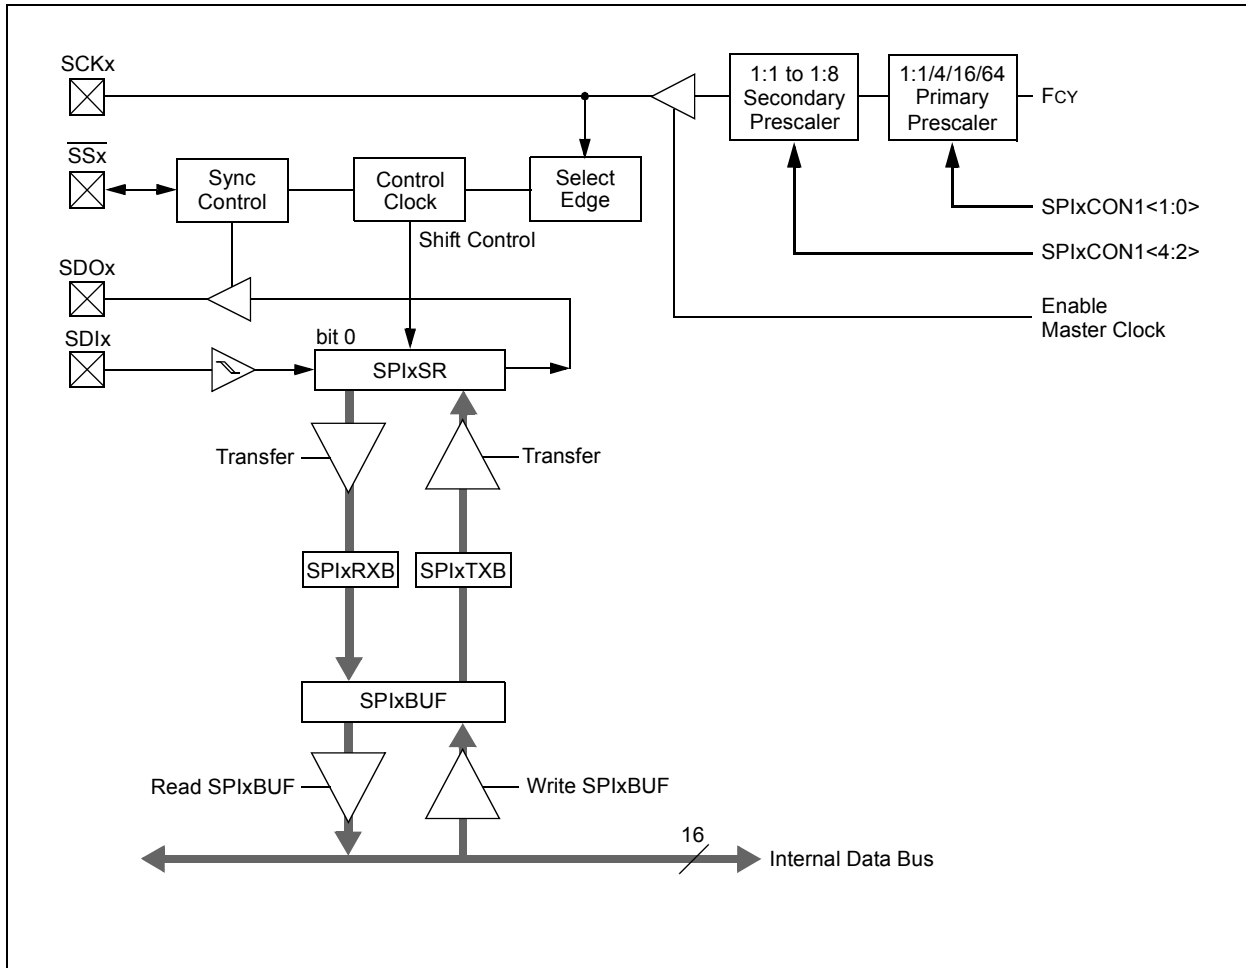 SCKx
1:1 to 1:8
Secondary
Prescaler
1:1/4/16/64
Primary
Prescaler
FCY
SSx
Sync
Control
Control
Clock
Select
Edge
SPIxCON1<1:0>
Shift Control
SPIxCON1<4:2>
SDOx
Enable
Master Clock
SDIx
bit 0
SPIxSR
Transfer
Transfer
SPIxRXB
SPIxTXB
SPIxBUF
Read SPIxBUF
Write SPIxBUF
16
Internal Data Bus